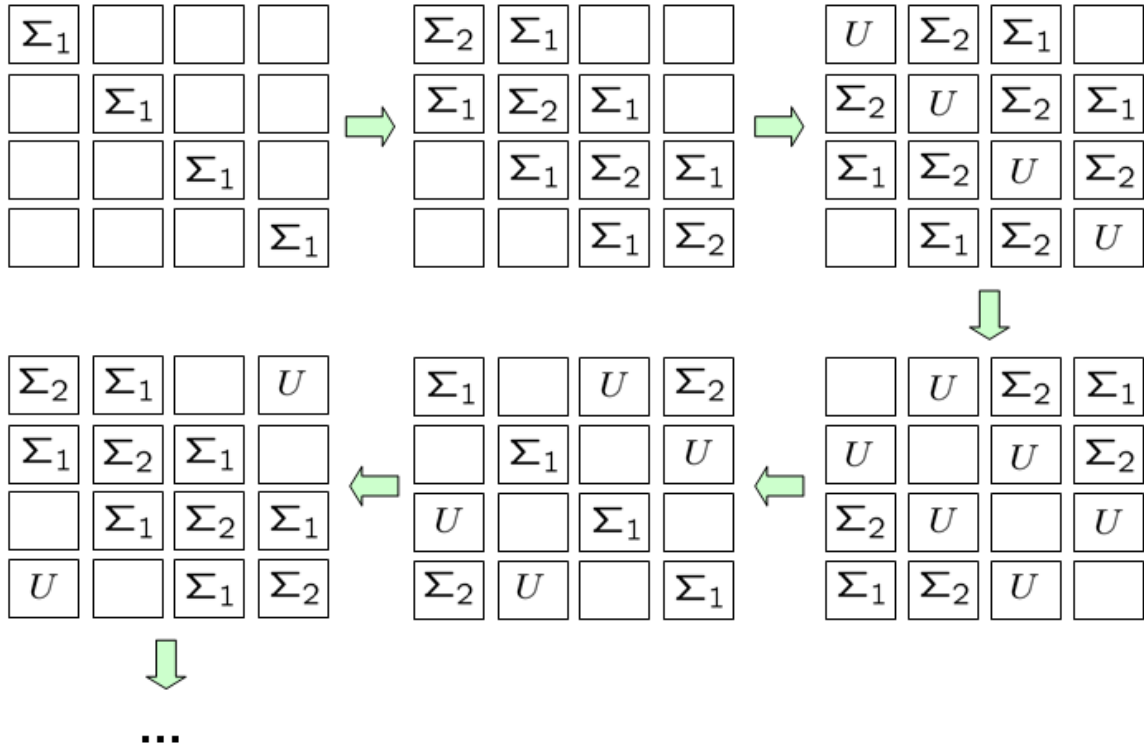 Σ₁
Σ₁
Σ₁
Σ₁
Σ₂ Σ₁
Σ₁ Σ₂ Σ₁
Σ₁ Σ₂ Σ₁
Σ₁ Σ₂
U Σ₂ Σ₁
Σ₂ U Σ₂ Σ₁
Σ₁ Σ₂ U Σ₂
Σ₁ Σ₂ U
U Σ₂ Σ₁
U U Σ₂
Σ₂ U U
Σ₁ Σ₂ U
Σ₁ U Σ₂
Σ₁ U
U Σ₁
Σ₂ U Σ₁
Σ₂ Σ₁ U
Σ₁ Σ₂ Σ₁
Σ₁ Σ₂ Σ₁
U Σ₁ Σ₂
...